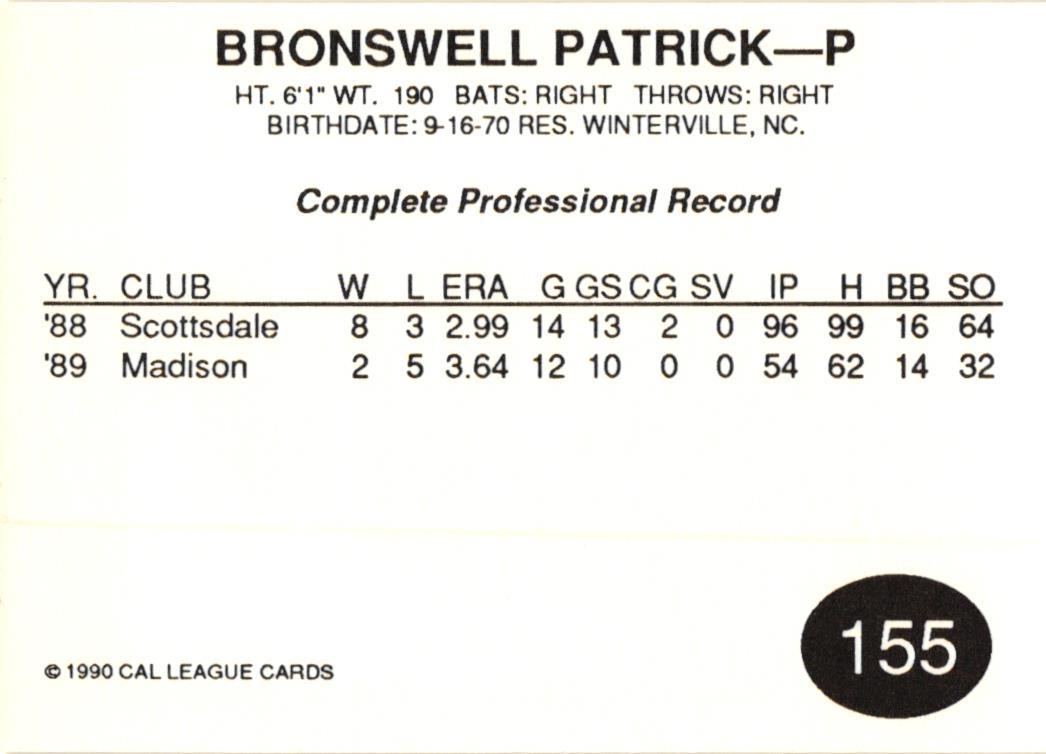 BRONSWELL PATRICK—P
HT. 6'1" WT. 190 BATS: RIGHT THROWS: RIGHT
BIRTHDATE: 9-16-70 RES. WINTERVILLE, NC.
Complete Professional Record
YR. CLUB W L ERA G GS CG SV IP H BB SO
'88 Scottsdale 8 3 2.99 14 13 2 0 96 99 16 64
'89 Madison 2 5 3.64 12 10 0 0 54 62 14 32
155
© 1990 CAL LEAGUE CARDS